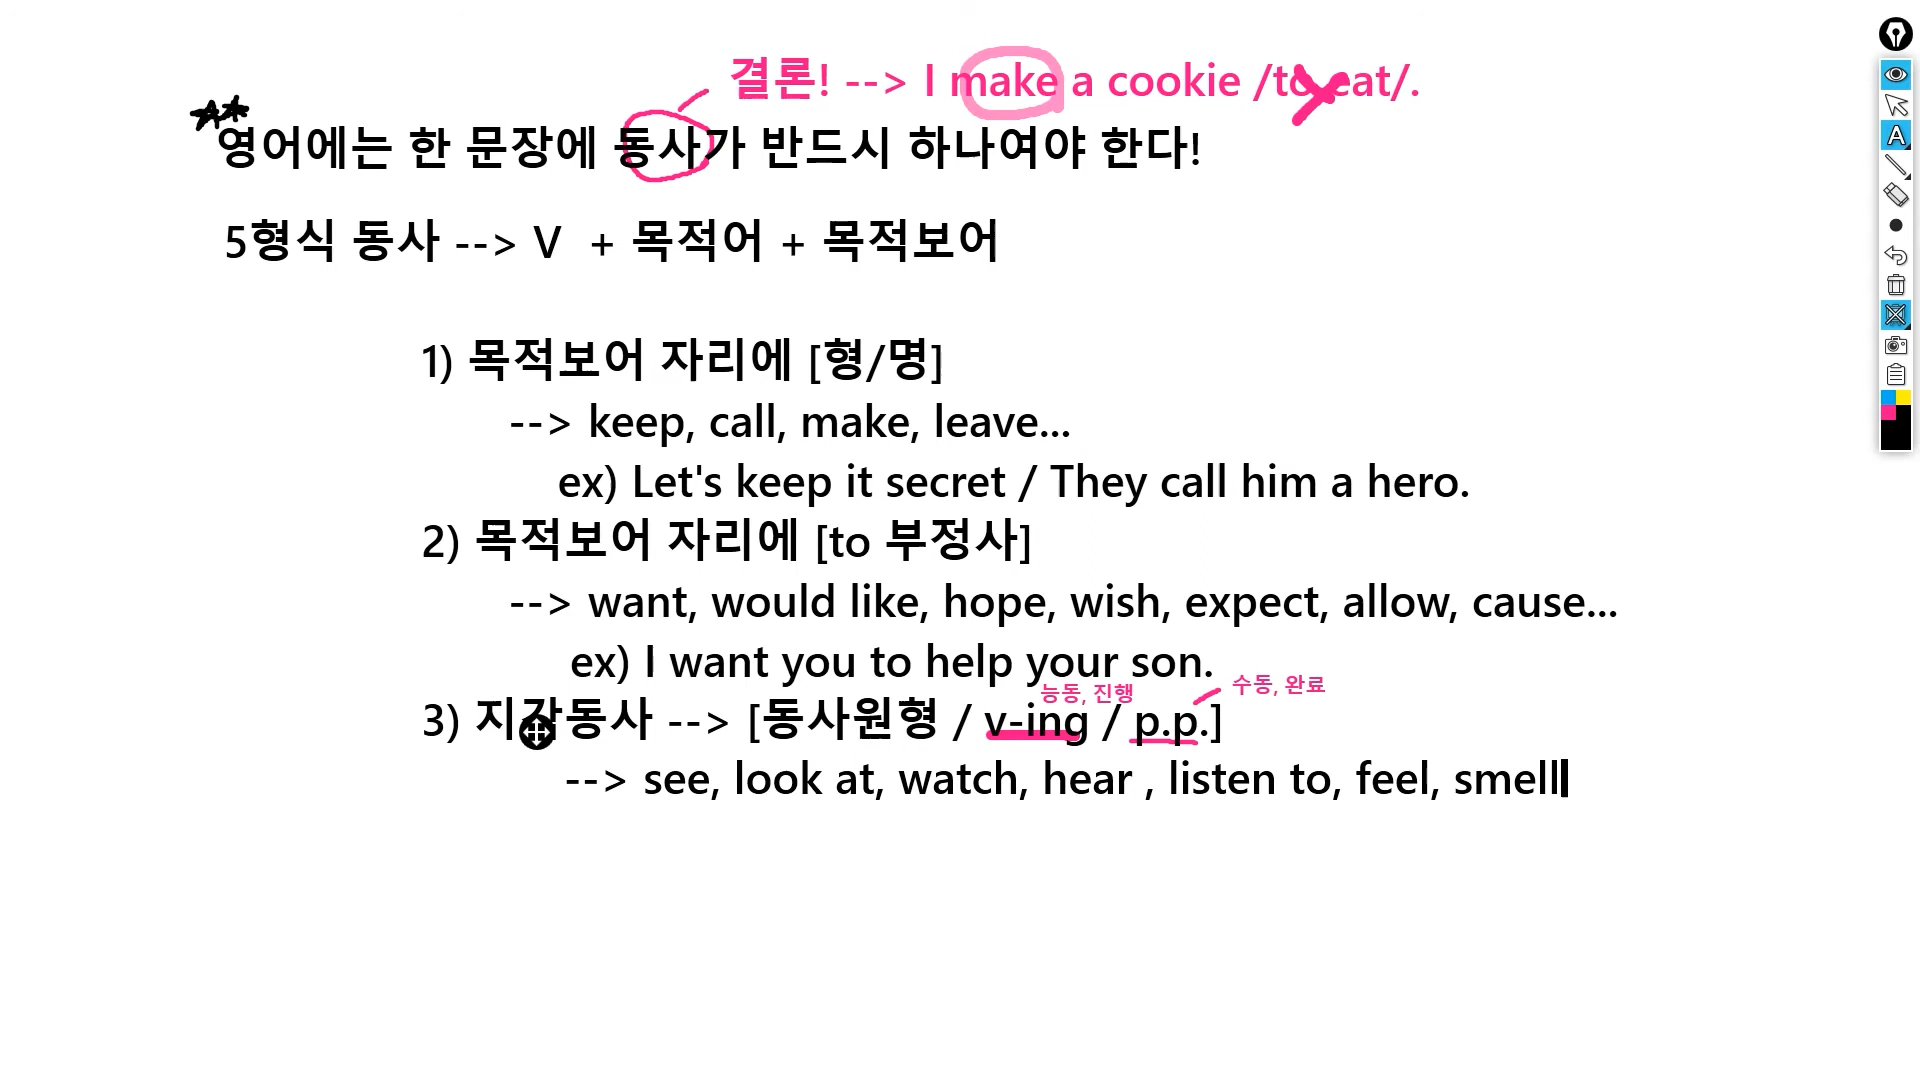 결론! --> I make a cookie /to eat/.
영어에는 한 문장에 동사가 반드시 하나여야 한다!
5형식 동사 --> V + 목적어 + 목적보어
1) 목적보어 자리에 [형/명]
--> keep, call, make, leave...
ex) Let's keep it secret / They call him a hero.
2) 목적보어 자리에 [to 부정사]
--> want, would like, hope, wish, expect, allow, cause...
ex) I want you to help your son.
능동, 진행 수동, 완료
3) 지각동사 --> [동사원형 / v-ing / p.p.]
--> see, look at, watch, hear , listen to, feel, smell